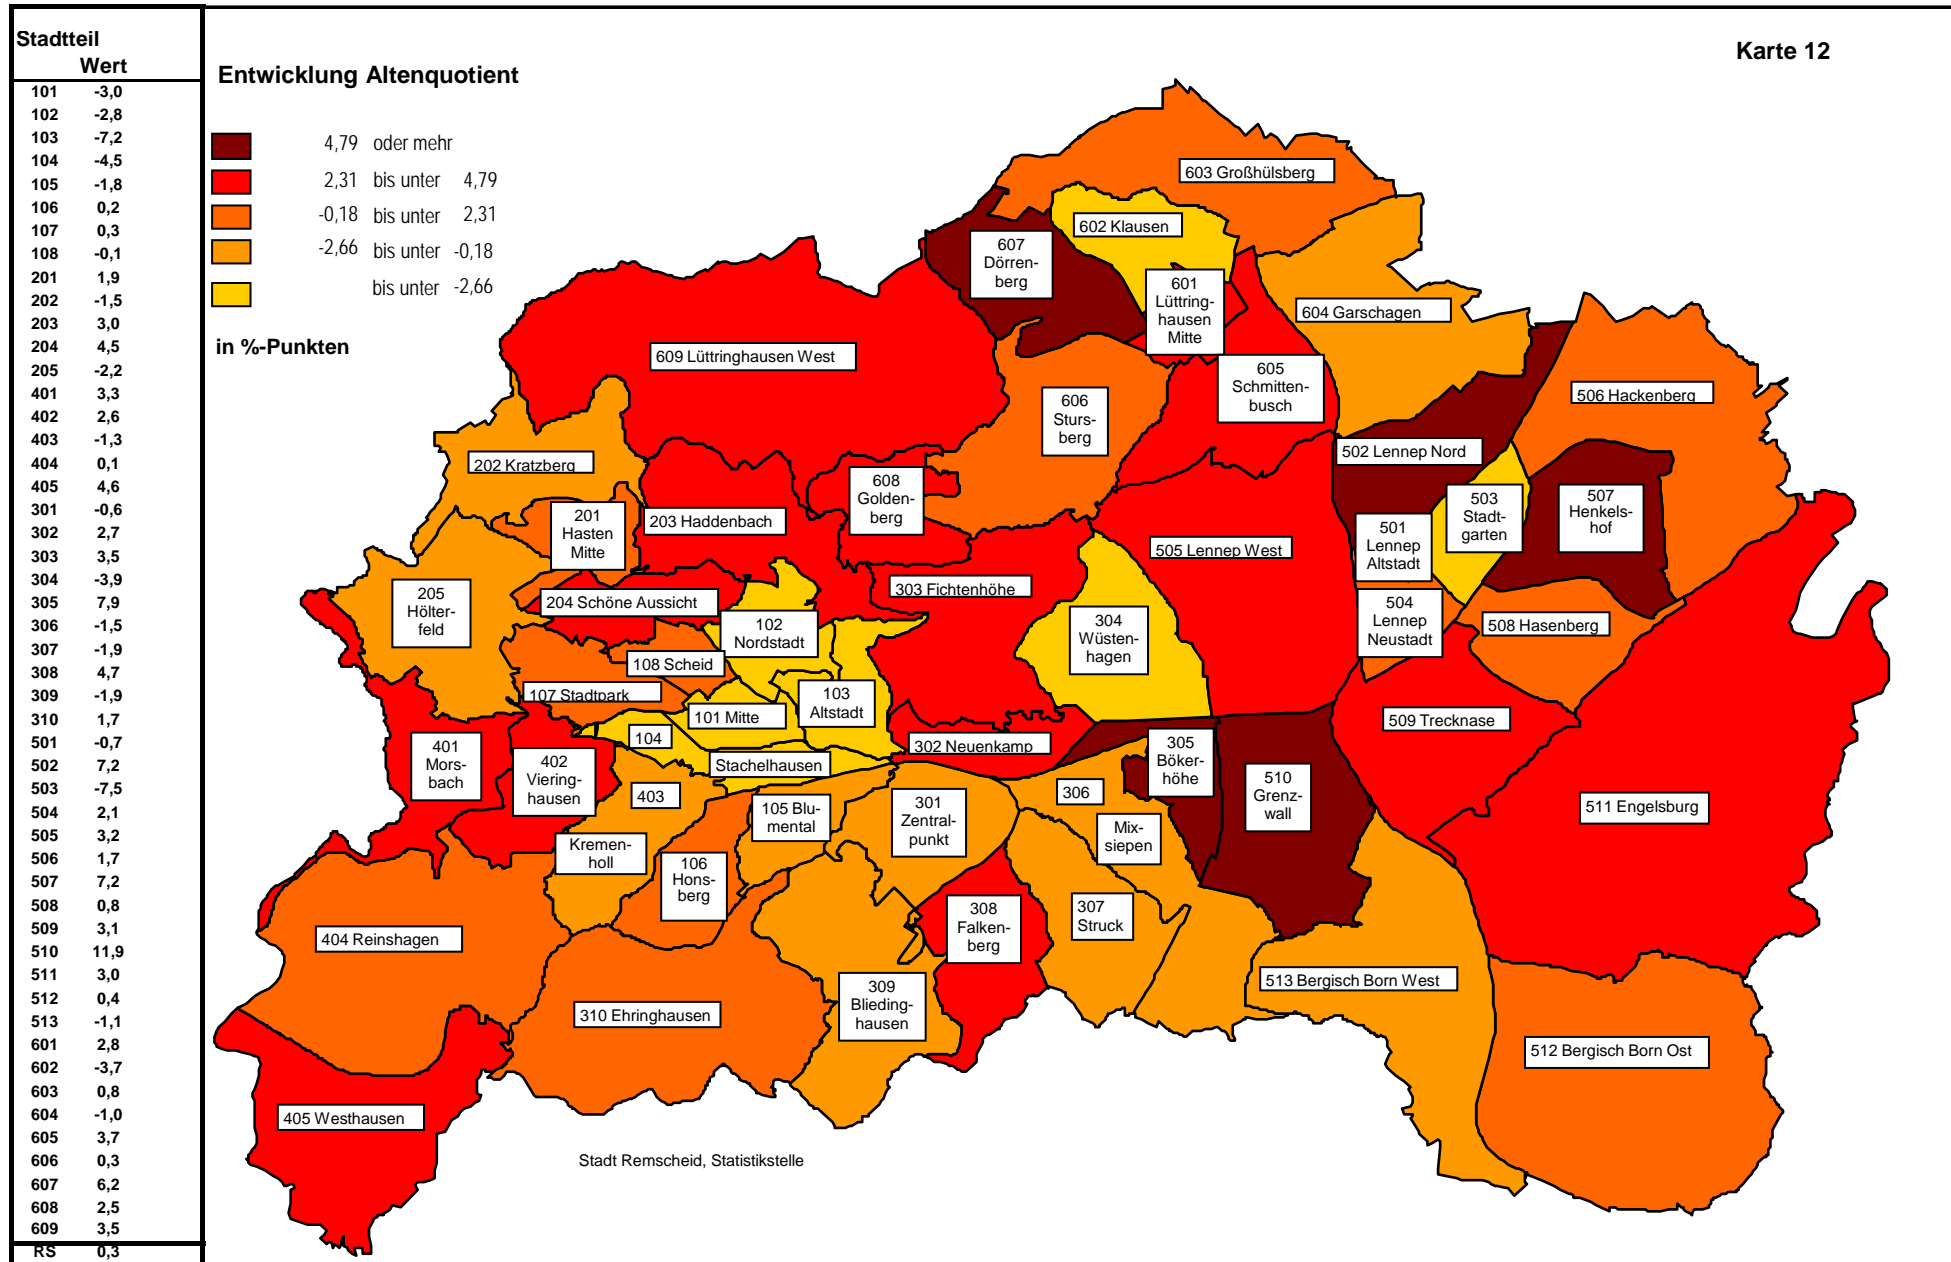 Stadtteil
Wert
101 -3,0
102 -2,8
103 -7,2
104 -4,5
105 -1,8
106 0,2
107 0,3
108 -0,1
201 1,9
202 -1,5
203 3,0
204 4,5
205 -2,2
401 3,3
402 2,6
403 -1,3
404 0,1
405 4,6
301 -0,6
302 2,7
303 3,5
304 -3,9
305 7,9
306 -1,5
307 -1,9
308 4,7
309 -1,9
310 1,7
501 -0,7
502 7,2
503 -7,5
504 2,1
505 3,2
506 1,7
507 7,2
508 0,8
509 3,1
510 11,9
511 3,0
512 0,4
513 -1,1
601 2,8
602 -3,7
603 0,8
604 -1,0
605 3,7
606 0,3
607 6,2
608 2,5
609 3,5
RS 0,3
Karte 12
Entwicklung Altenquotient
4,79 oder mehr
2,31 bis unter 4,79
-0,18 bis unter 2,31
-2,66 bis unter -0,18
bis unter -2,66
in %-Punkten
603 Großhülsberg
602 Klausen
607
Dörren-
berg
601
Lüttring-
hausen
Mitte
604 Garschagen
609 Lüttringhausen West
605
Schmitten-
busch
606
Sturs-
berg
506 Hackenberg
502 Lennep Nord
202 Kratzberg
608
Golden-
berg
503
Stadt-
garten
507
Henkels-
hof
201
Hasten
Mitte
203 Haddenbach
501
Lennep
Altstadt
505 Lennep West
303 Fichtenhöhe
205
Hölter-
feld
204 Schöne Aussicht
102
Nordstadt
304
Wüsten-
hagen
504
Lennep
Neustadt
508 Hasenberg
108 Scheid
107 Stadtpark
103
Altstadt
101 Mitte
509 Trecknase
104
Stachelhausen
302 Neuenkamp
305
Böker-
höhe
401
Mors-
bach
402
Viering-
hausen
510
Grenz-
wall
403
Kremen-
holl
105 Blu-
mental
301
Zentral-
punkt
306
Mix-
siepen
511 Engelsburg
106
Hons-
berg
308
Falken-
berg
307
Struck
404 Reinshagen
309
Blieding-
hausen
513 Bergisch Born West
310 Ehringhausen
512 Bergisch Born Ost
405 Westhausen
Stadt Remscheid, Statistikstelle